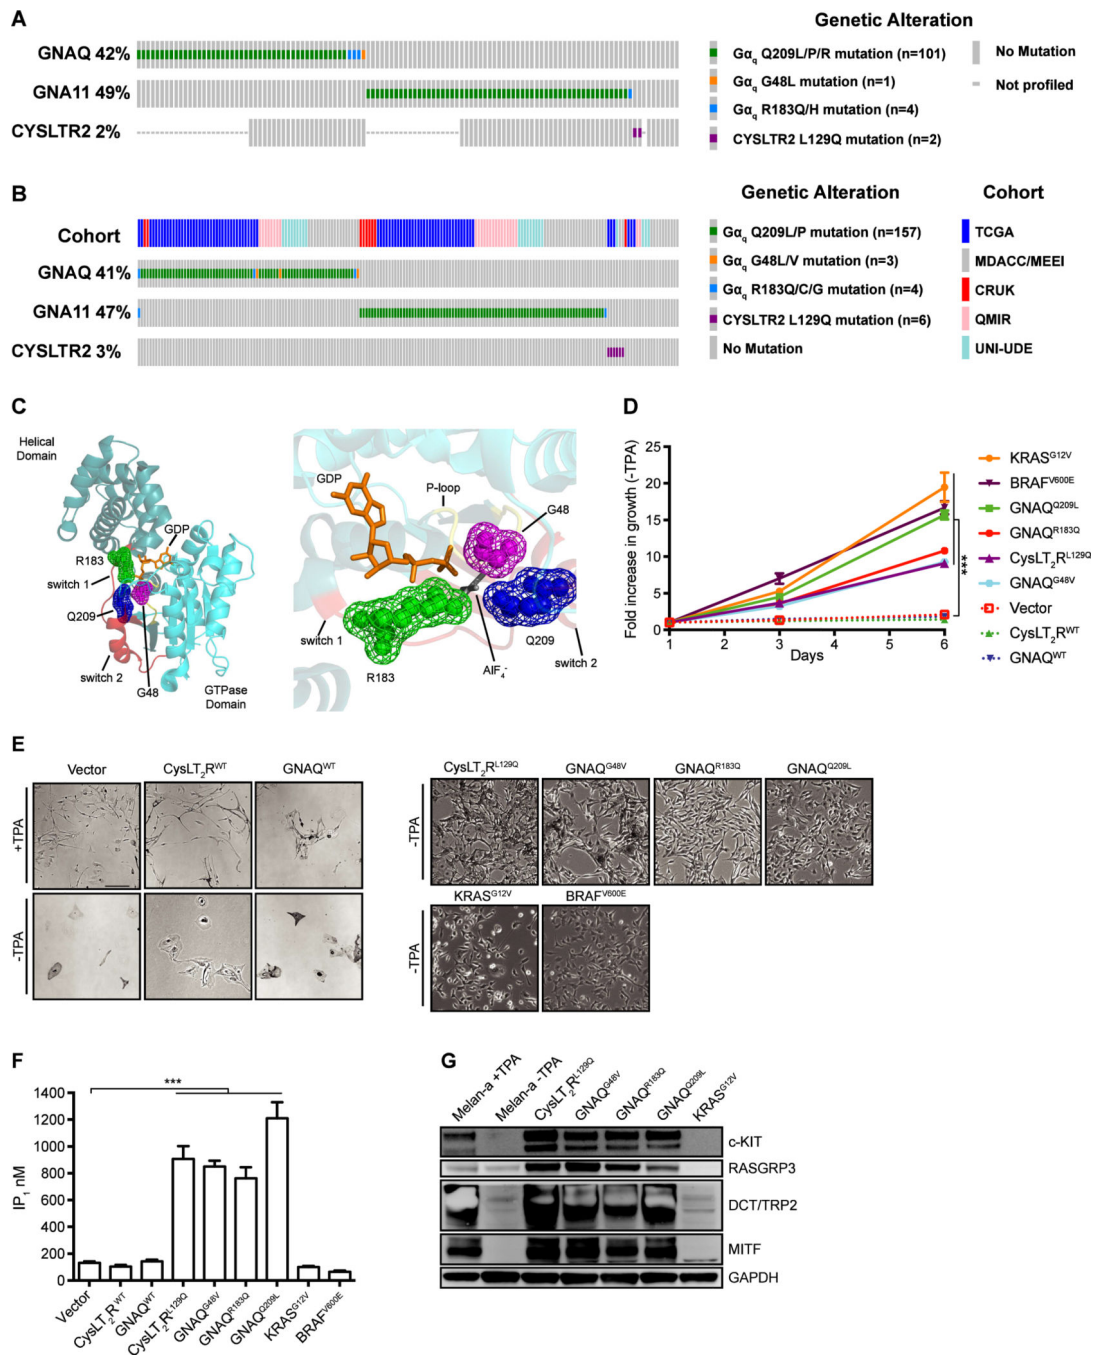 A
Genetic Alteration
GNAQ 42%
GNA11 49%
CYSLTR2 2%
Gαq Q209L/P/R mutation (n=101)
Gαq G48L mutation (n=1)
Gαq R183Q/H mutation (n=4)
CYSLTR2 L129Q mutation (n=2)
No Mutation
Not profiled
B
Genetic Alteration
Cohort
Cohort
GNAQ 41%
GNA11 47%
CYSLTR2 3%
Gαq Q209L/P mutation (n=157)
Gαq G48L/V mutation (n=3)
Gαq R183Q/C/G mutation (n=4)
CYSLTR2 L129Q mutation (n=6)
No Mutation
TCGA
MDACC/MEEI
CRUK
QMIR
UNI-UDE
C
Helical
Domain
GDP
R183
switch 1
Q209
switch 2
G48
GTPase
Domain
GDP
P-loop
G48
switch 1
R183
AlF4-
Q209
switch 2
D
Fold increase in growth (-TPA)
25
20
15
10
5
0
1
3
6
Days
***
KRASG12V
BRAFV600E
GNAQQ209L
GNAQR183Q
CysLT2RL129Q
GNAQG48V
Vector
CysLT2RWT
GNAQWT
E
Vector
CysLT2RWT
GNAQWT
+TPA
-TPA
CysLT2RL129Q
GNAQG48V
GNAQR183Q
GNAQQ209L
-TPA
KRASG12V
BRAFV600E
-TPA
F
IP1 nM
1400
1200
1000
800
600
400
200
0
***
Vector
CysLT2RWT
GNAQWT
CysLT2RL129Q
GNAQG48V
GNAQR183Q
GNAQQ209L
KRASG12V
BRAFV600E
G
Melan-a +TPA
Melan-a -TPA
CysLT2RL129Q
GNAQG48V
GNAQR183Q
GNAQQ209L
KRASG12V
c-KIT
RASGRP3
DCT/TRP2
MITF
GAPDH